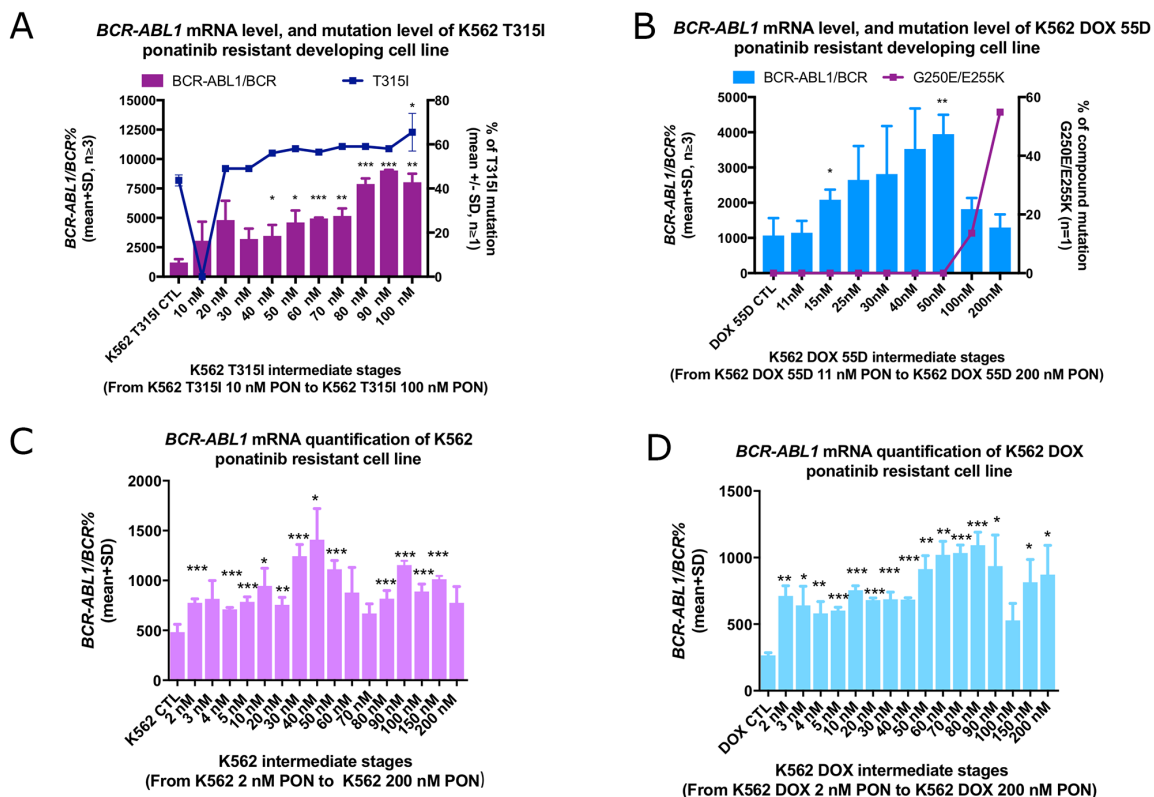 A
BCR-ABL1 mRNA level, and mutation level of K562 T315I
ponatinib resistant developing cell line
BCR-ABL1/BCR
T315I
BCR-ABL1/BCR%
(mean+SD, n≥3)
15000
12500
10000
7500
5000
2500
0
80
60
40
20
0
% of T315I mutation
(mean +/- SD, n≥1)
* * *** ** *** *** ** *
K562 T315I CTL
10 nM
20 nM
30 nM
40 nM
50 nM
60 nM
70 nM
80 nM
90 nM
100 nM
K562 T315I intermediate stages
(From K562 T315I 10 nM PON to K562 T315I 100 nM PON)
B
BCR-ABL1 mRNA level, and mutation level of K562 DOX 55D
ponatinib resistant developing cell line
BCR-ABL1/BCR
G250E/E255K
BCR-ABL1/BCR%
(mean+SD, n≥3)
5000
4000
3000
2000
1000
0
60
40
20
0
% of compound mutation
G250E/E255K (n=1)
* **
DOX 55D CTL
11nM
15nM
25nM
30nM
40nM
50nM
100nM
200nM
K562 DOX 55D intermediate stages
(From K562 DOX 55D 11 nM PON to K562 DOX 55D 200 nM PON)
C
BCR-ABL1 mRNA quantification of K562
ponatinib resistant cell line
BCR-ABL1/BCR%
(mean+SD)
2000
1500
1000
500
0
*** *** *** * ** *** * *** *** *** *** ***
K562 CTL
2 nM
3 nM
4 nM
5 nM
10 nM
20 nM
30 nM
40 nM
50 nM
60 nM
70 nM
80 nM
90 nM
100 nM
150 nM
200 nM
K562 intermediate stages
(From K562 2 nM PON to K562 200 nM PON)
D
BCR-ABL1 mRNA quantification of K562 DOX
ponatinib resistant cell line
BCR-ABL1/BCR%
(mean+SD)
1500
1000
500
0
** * ** *** *** *** *** *** ** ** *** *** * * *
DOX CTL
2 nM
3 nM
4 nM
5 nM
10 nM
20 nM
30 nM
40 nM
50 nM
60 nM
70 nM
80 nM
90 nM
100 nM
150 nM
200 nM
K562 DOX intermediate stages
(From K562 DOX 2 nM PON to K562 DOX 200 nM PON)